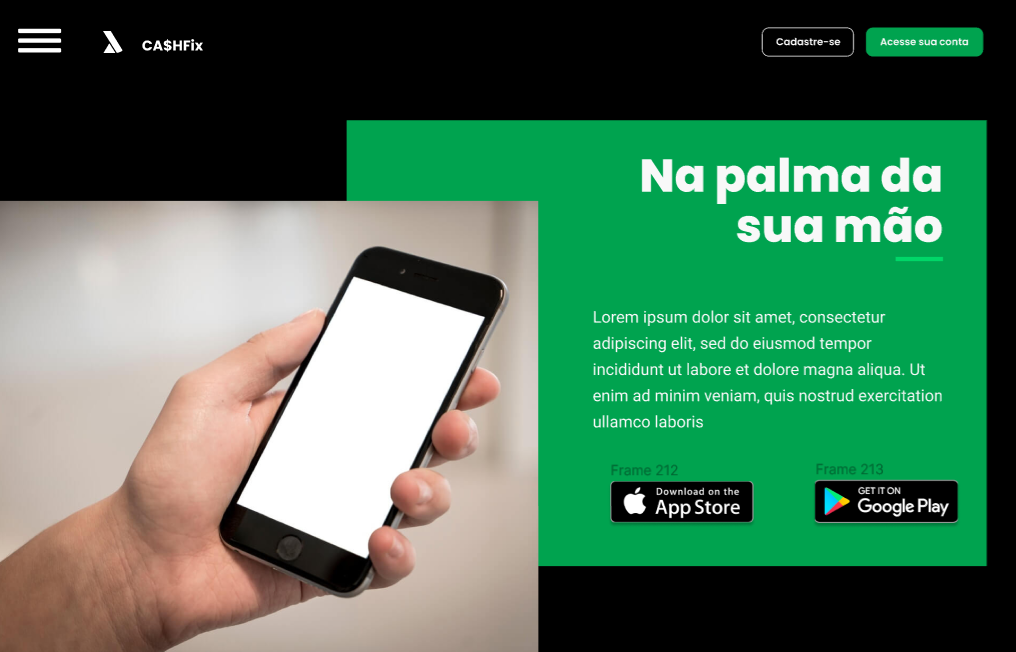 CA$HFix
Cadastre-se
Acesse sua conta
Na palma da
sua mão
Lorem ipsum dolor sit amet, consectetur
adipiscing elit, sed do eiusmod tempor
incididunt ut labore et dolore magna aliqua. Ut
enim ad minim veniam, quis nostrud exercitation
ullamco laboris
Frame 212
Download on the
App Store
Frame 213
GET IT ON
Google Play